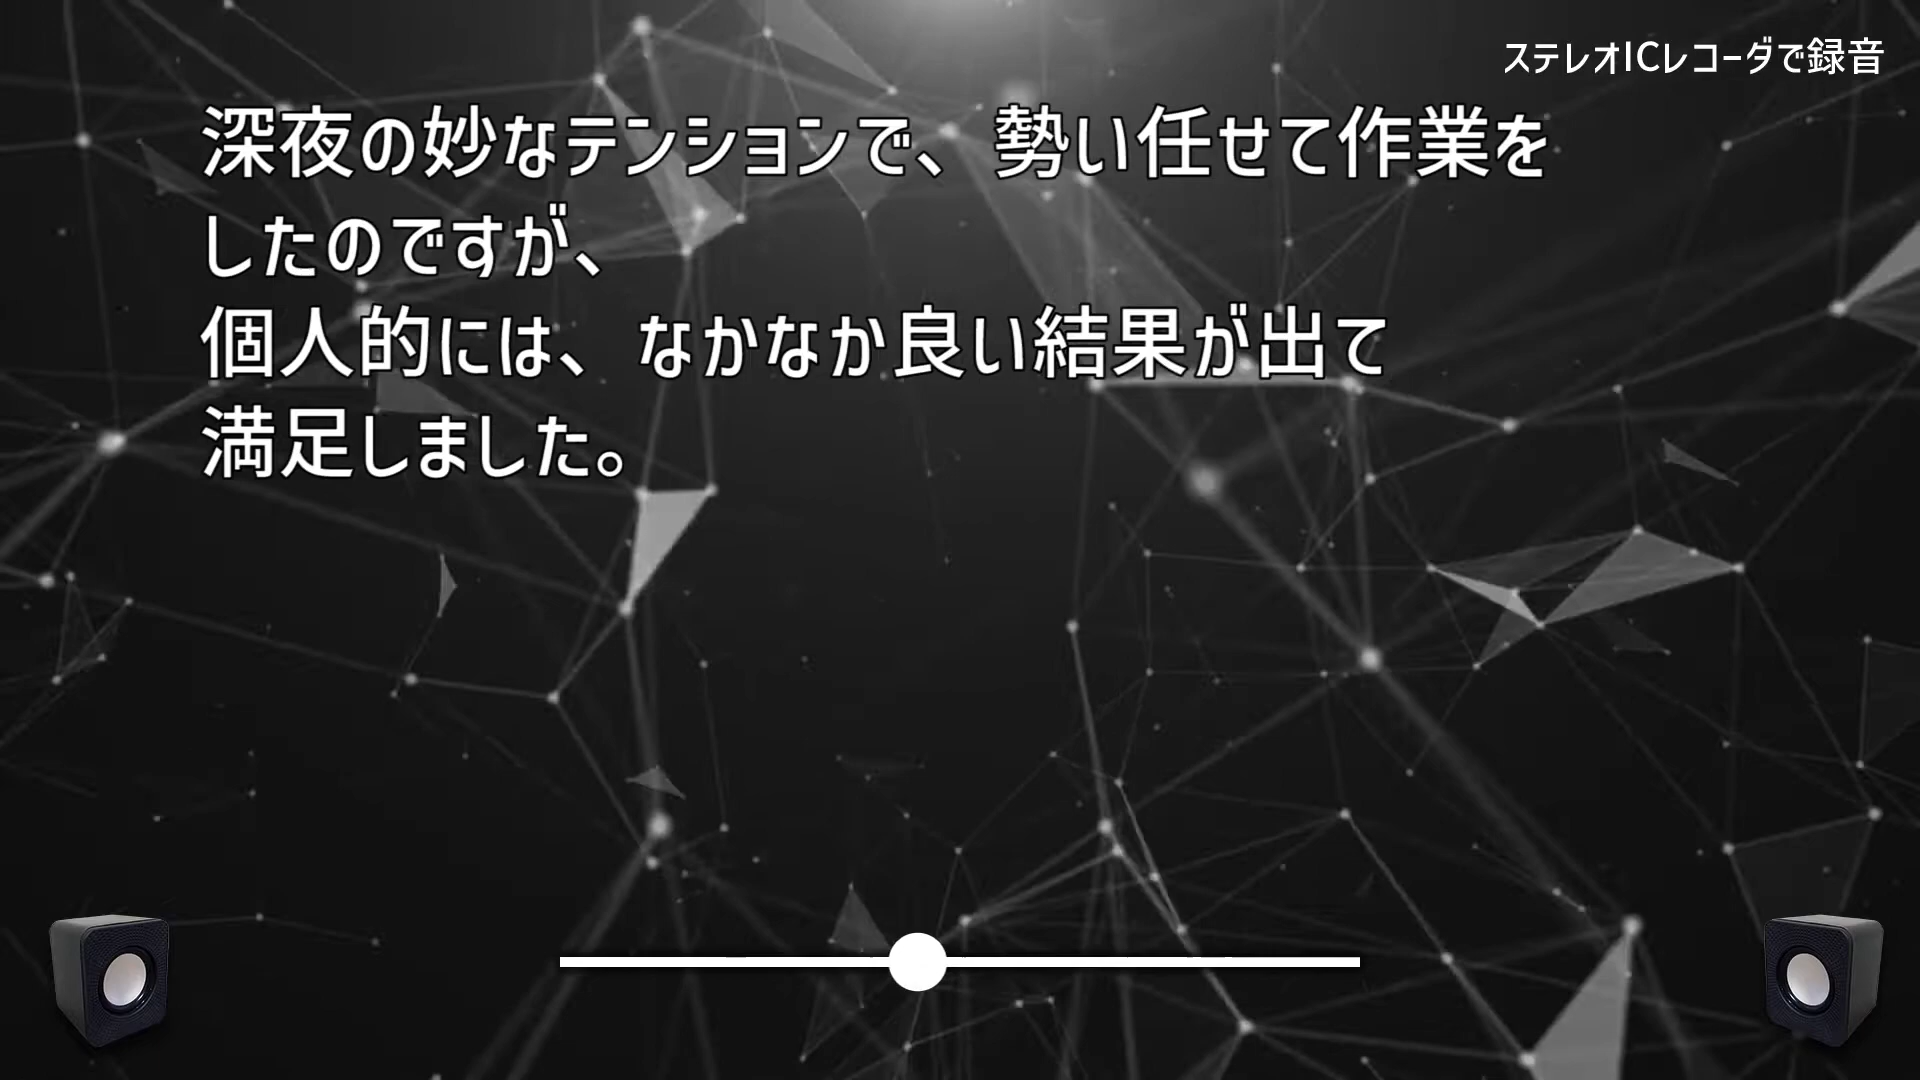 ステレオICレコーダで録音
深夜の妙なテンションで、勢い任せて作業を
したのですが、
個人的には、なかなか良い結果が出て
満足しました。